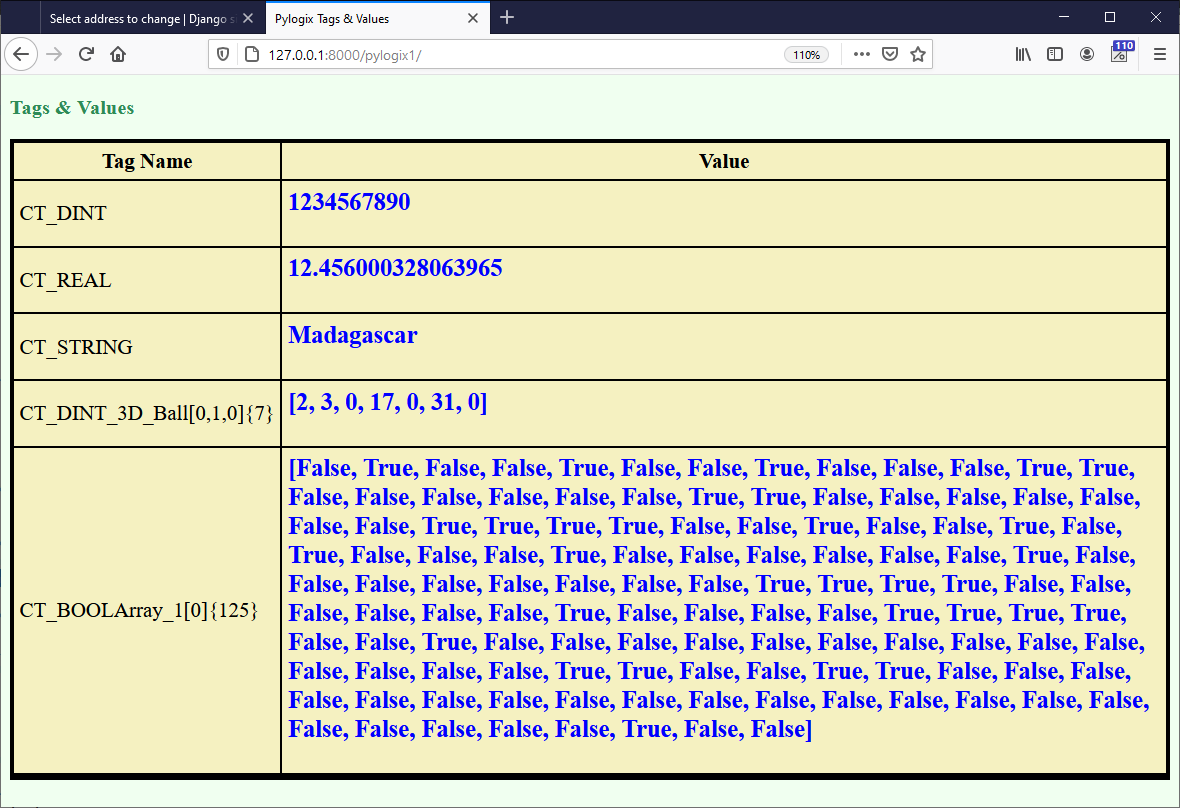 Select address to change | Django s
Pylogix Tags & Values
127.0.0.1:8000/pylogix1/
110%
110
Tags & Values
Tag Name Value
CT_DINT 1234567890
CT_REAL 12.456000328063965
CT_STRING Madagascar
CT_DINT_3D_Ball[0,1,0]{7} [2, 3, 0, 17, 0, 31, 0]
CT_BOOLArray_1[0]{125}
[False, True, False, False, True, False, False, True, False, False, False, True, True,
False, False, False, False, False, False, True, True, False, False, False, False, False,
False, False, True, True, True, True, False, False, True, False, False, True, False,
True, False, False, False, True, False, False, False, False, False, False, True, False,
False, False, False, False, False, False, False, True, True, True, True, False, False,
False, False, False, False, True, False, False, False, False, True, True, True, True,
False, False, True, False, False, False, False, False, False, False, False, False, False,
False, False, False, False, True, True, False, False, True, True, False, False, False,
False, False, False, False, False, False, False, False, False, False, False, False, False,
False, False, False, False, False, True, False, False]